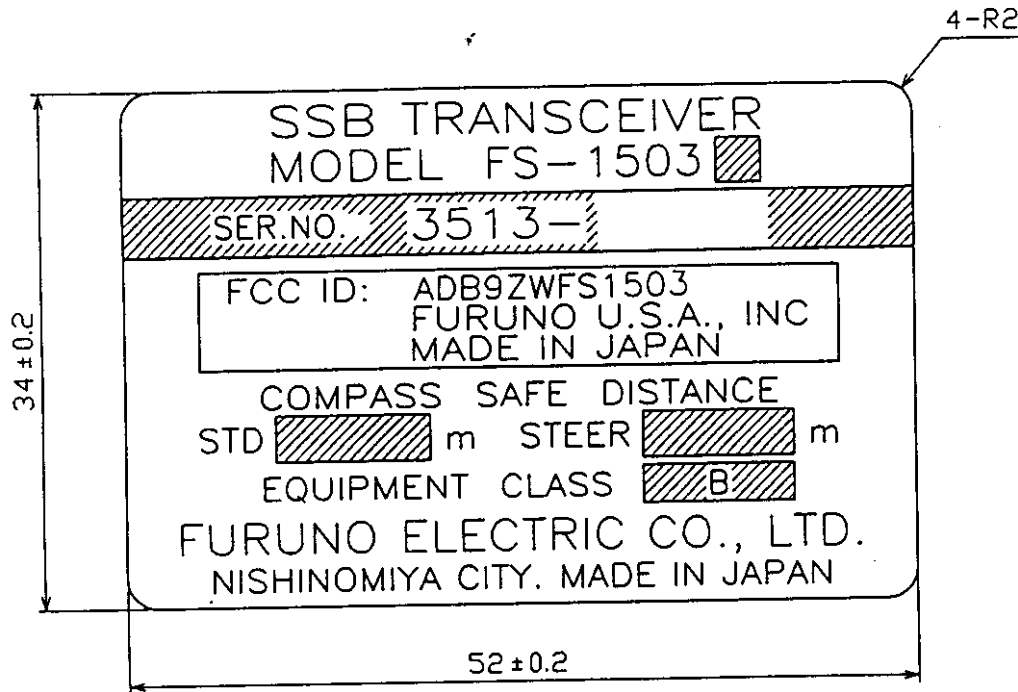 4-R2
SSB TRANSCEIVER
MODEL FS-1503
SER.NO. 3513-
FCC ID: ADB9ZWFS1503
FURUNO U.S.A., INC
MADE IN JAPAN
COMPASS SAFE DISTANCE
STD m STEER m
EQUIPMENT CLASS B
FURUNO ELECTRIC CO., LTD.
NISHINOMIYA CITY. MADE IN JAPAN
34±0.2
52±0.2